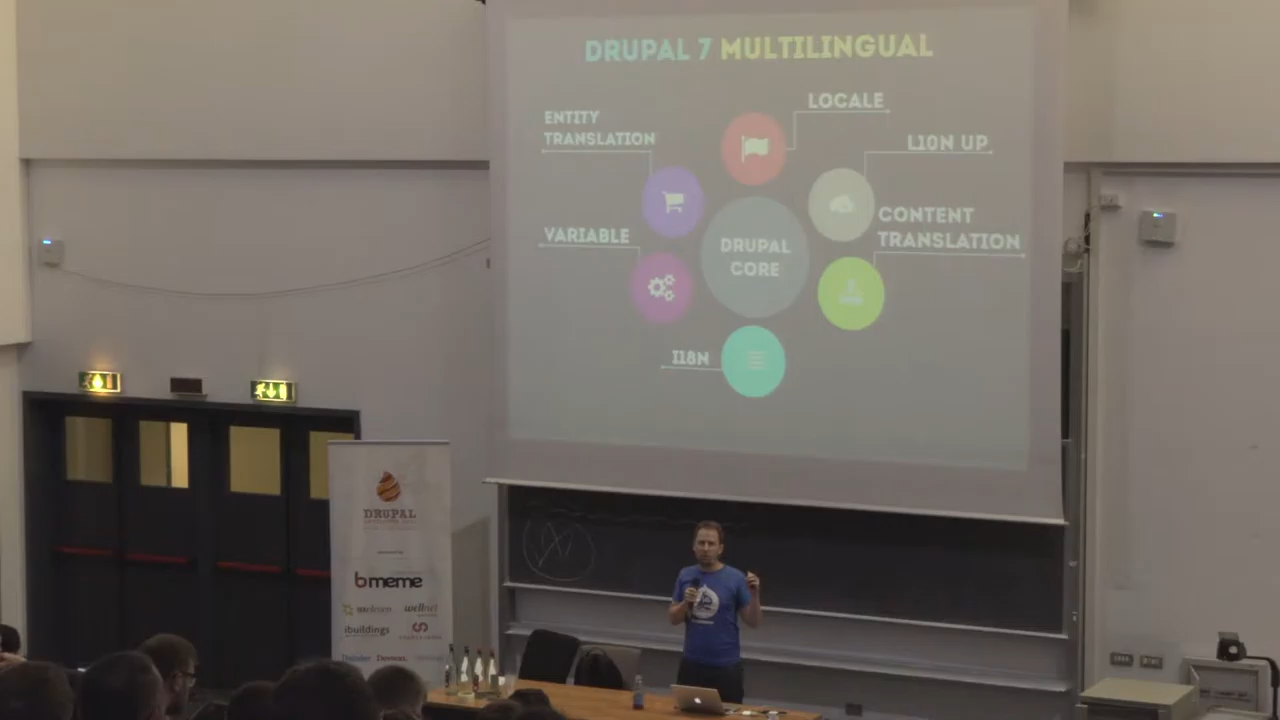 DRUPAL 7 MULTILINGUAL
LOCALE
ENTITY
TRANSLATION
L10N UP
CONTENT
TRANSLATION
VARIABLE
DRUPAL
CORE
I18N
DRUPAL
bmeme
wellnet
ibuildings